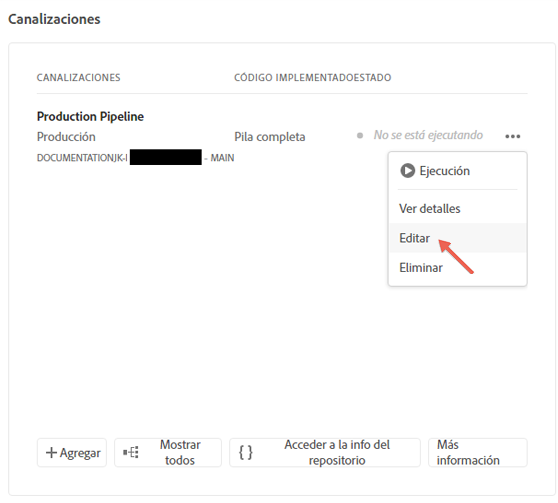 Canalizaciones
CANALIZACIONES CÓDIGO IMPLEMENTADOESTADO
Production Pipeline
Producción Pila completa No se está ejecutando
DOCUMENTATIONJK-I - MAIN
Ejecución
Ver detalles
Editar
Eliminar
Agregar
Mostrar
todos
Acceder a la info del
repositorio
Más
información